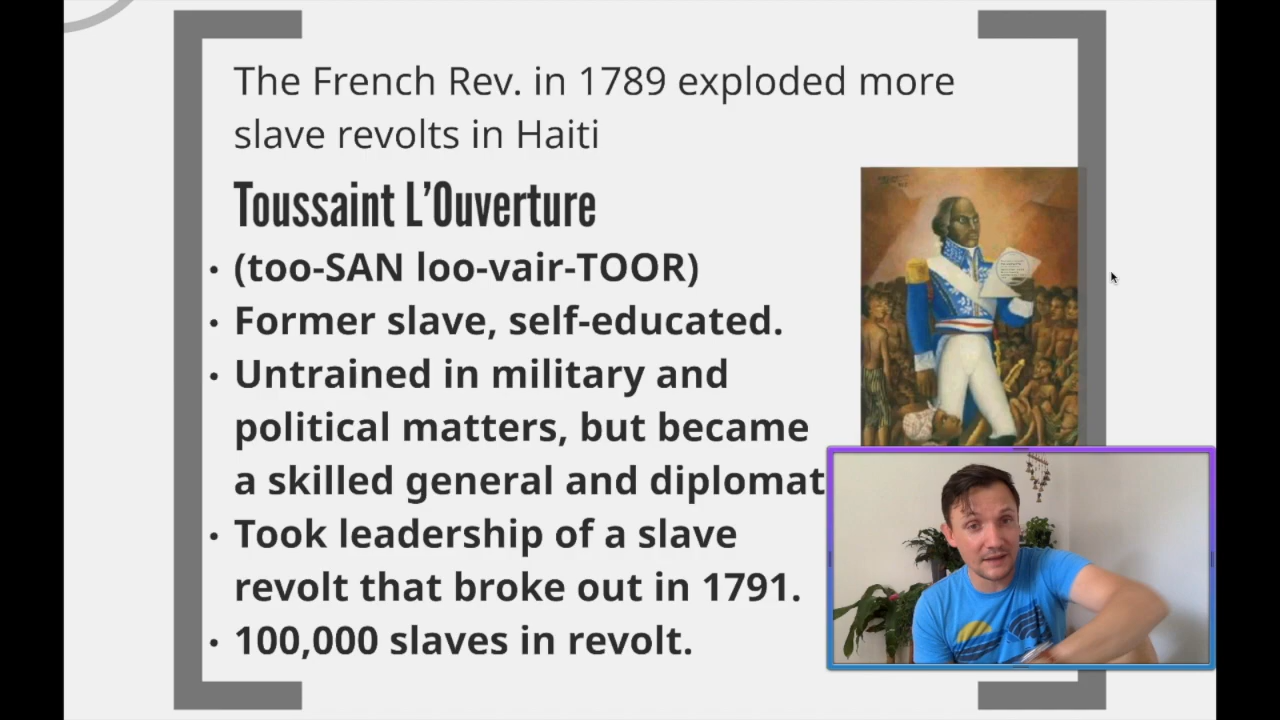 The French Rev. in 1789 exploded more
slave revolts in Haiti
Toussaint L’Ouverture
• (too-SAN loo-vair-TOOR)
• Former slave, self-educated.
• Untrained in military and
political matters, but became
a skilled general and diplomat
• Took leadership of a slave
revolt that broke out in 1791.
• 100,000 slaves in revolt.